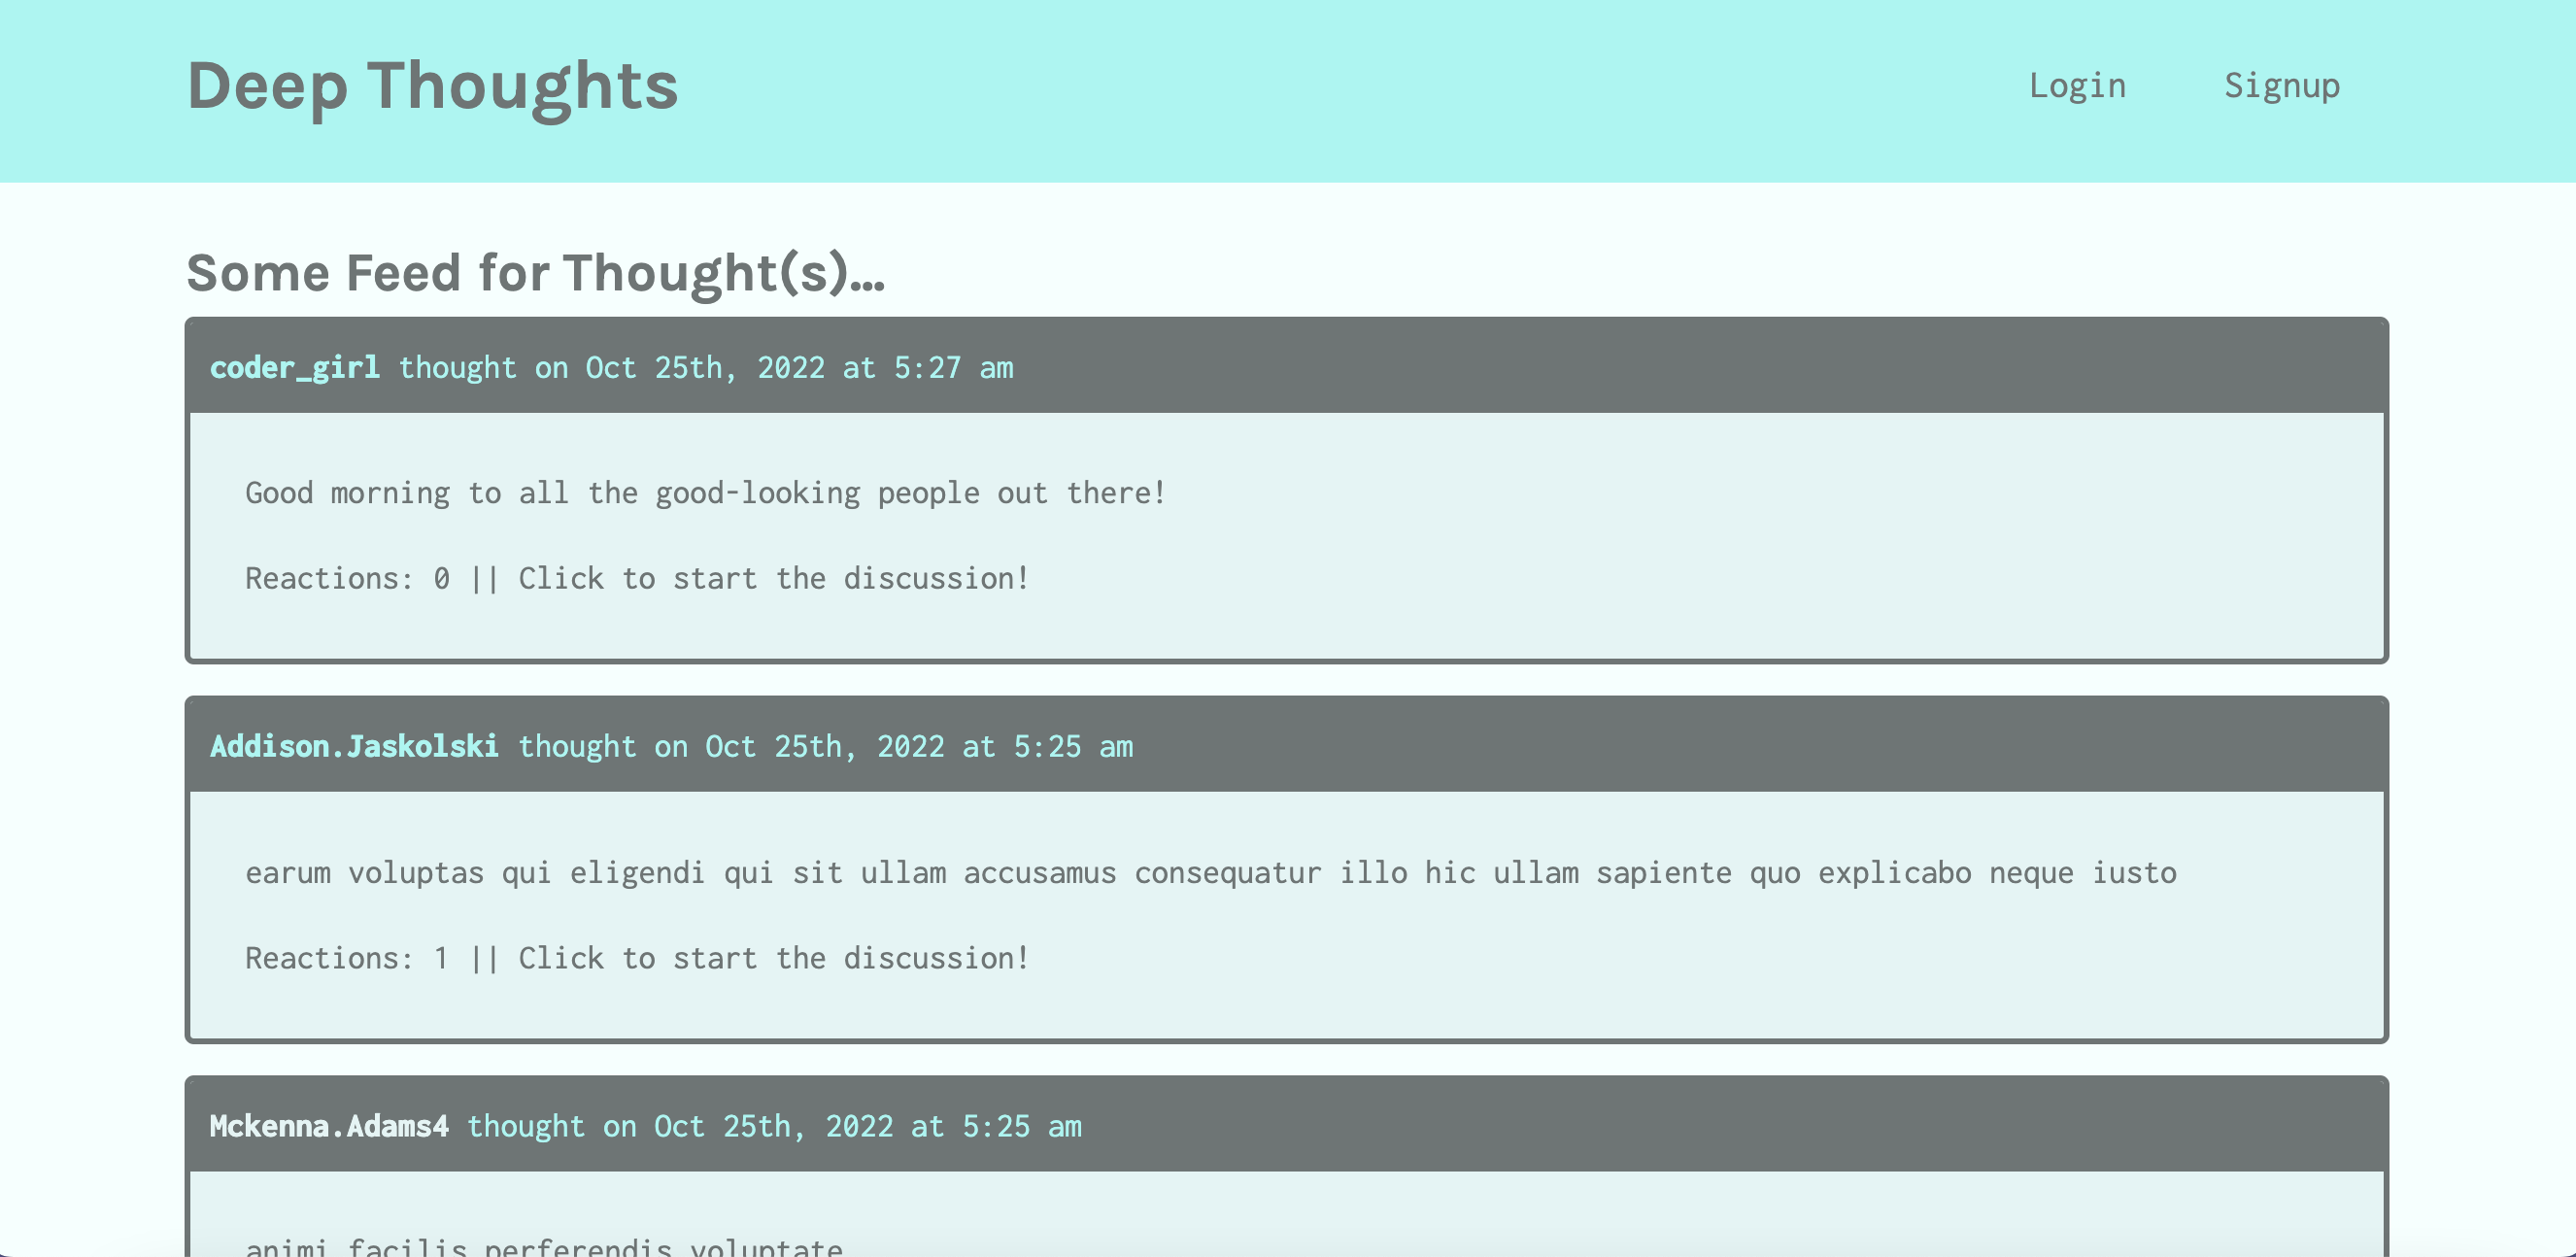 Deep Thoughts
Login
Signup
Some Feed for Thought(s)...
coder_girl thought on Oct 25th, 2022 at 5:27 am
Good morning to all the good-looking people out there!
Reactions: 0 || Click to start the discussion!
Addison.Jaskolski thought on Oct 25th, 2022 at 5:25 am
earum voluptas qui eligendi qui sit ullam accusamus consequatur illo hic ullam sapiente quo explicabo neque iusto
Reactions: 1 || Click to start the discussion!
Mckenna.Adams4 thought on Oct 25th, 2022 at 5:25 am
animi facilis perferendis voluptate